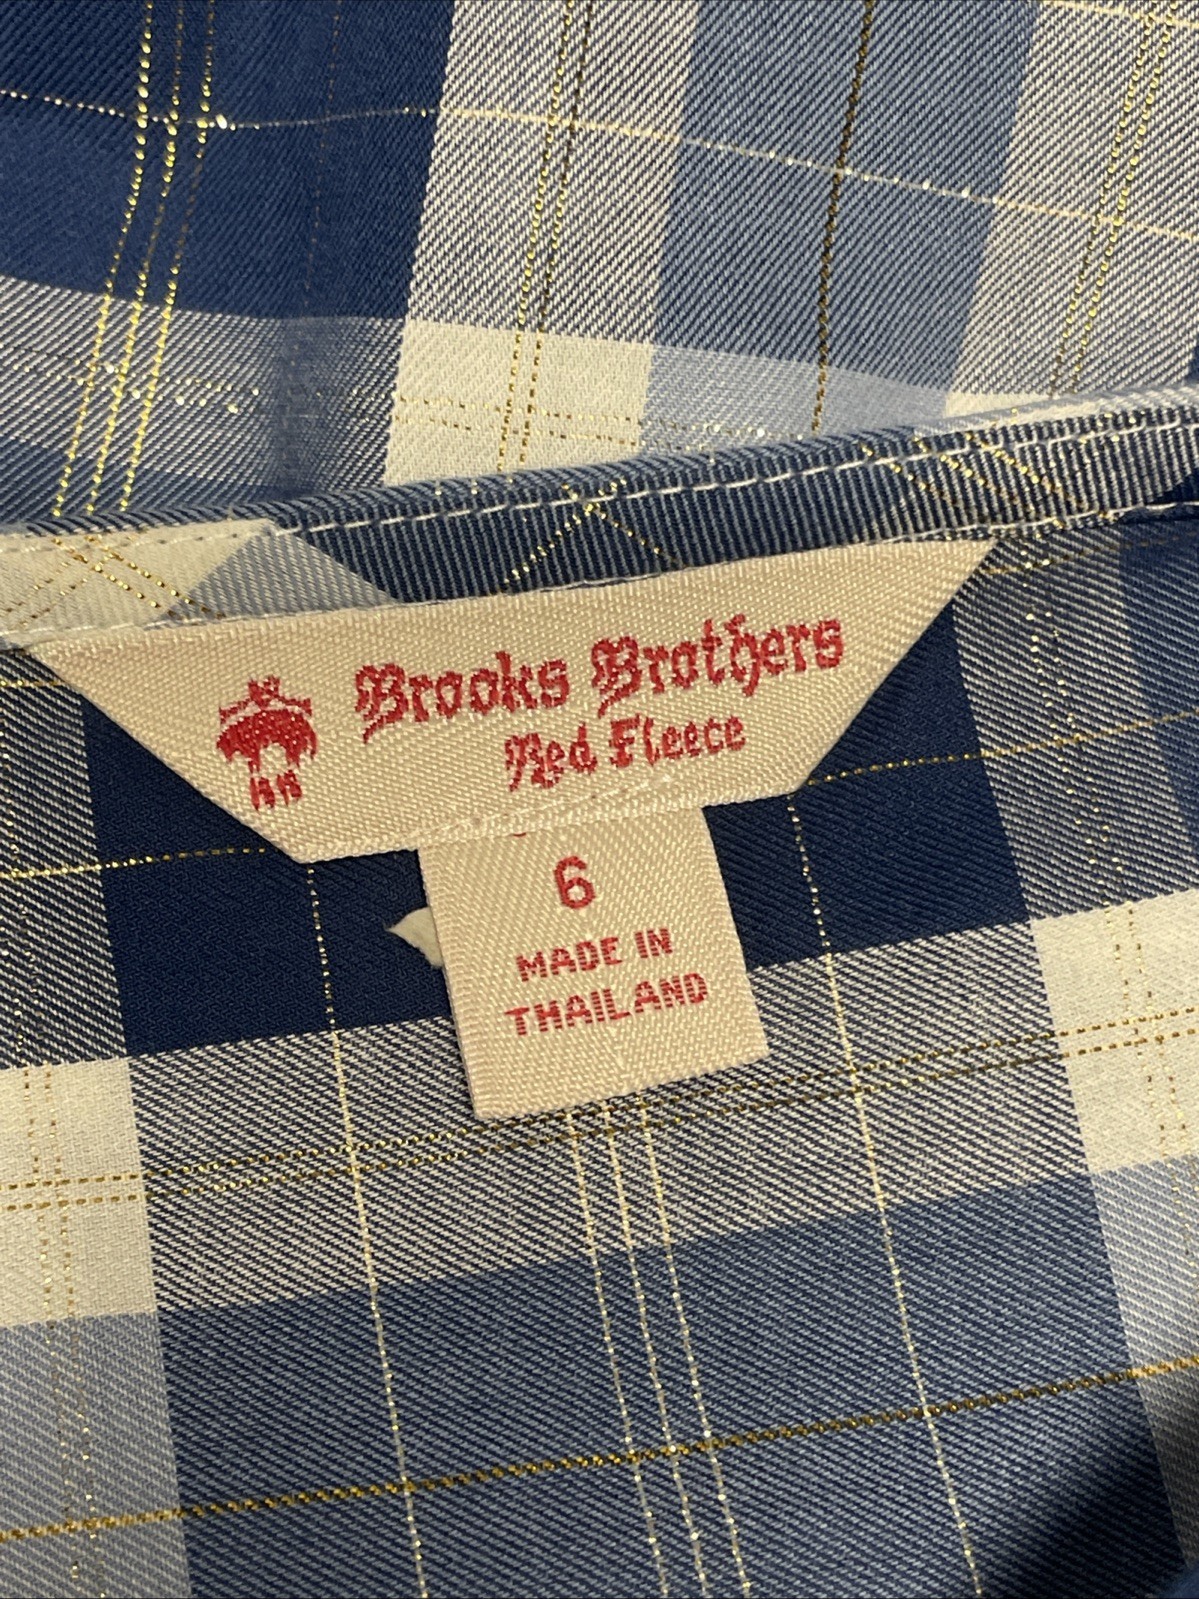 Brooks Brothers
Red Fleece
6
MADE IN
THAILAND